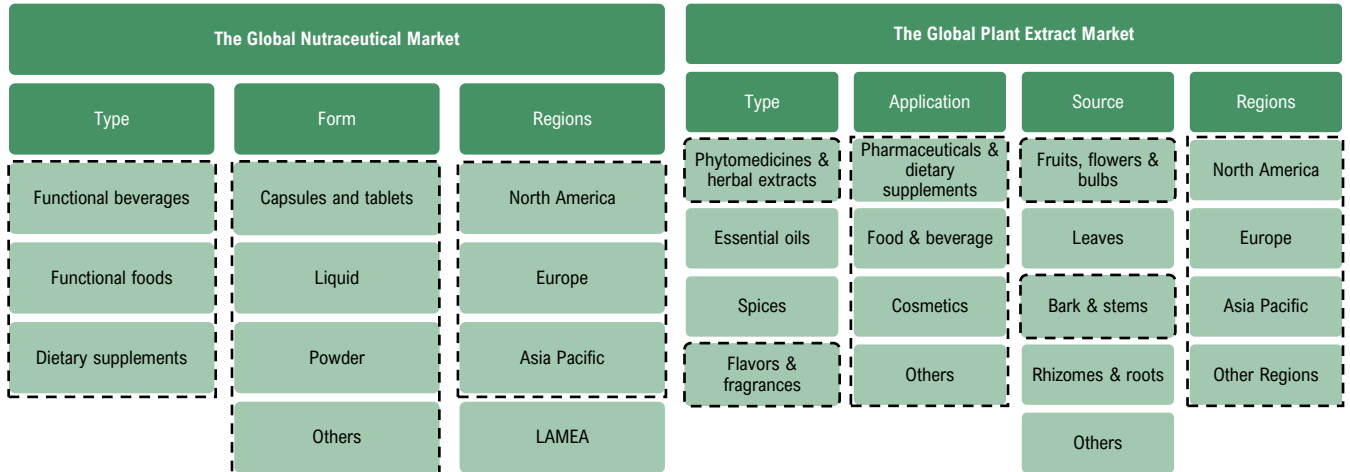 The Global Nutraceutical Market
Type
Form
Regions
Functional beverages
Capsules and tablets
North America
Functional foods
Liquid
Europe
Dietary supplements
Powder
Asia Pacific
Others
LAMEA
The Global Plant Extract Market
Type
Application
Source
Regions
Phytomedicines &
herbal extracts
Pharmaceuticals &
dietary
supplements
Fruits, flowers &
bulbs
North America
Essential oils
Food & beverage
Leaves
Europe
Spices
Cosmetics
Bark & stems
Asia Pacific
Flavors &
fragrances
Others
Rhizomes & roots
Other Regions
Others